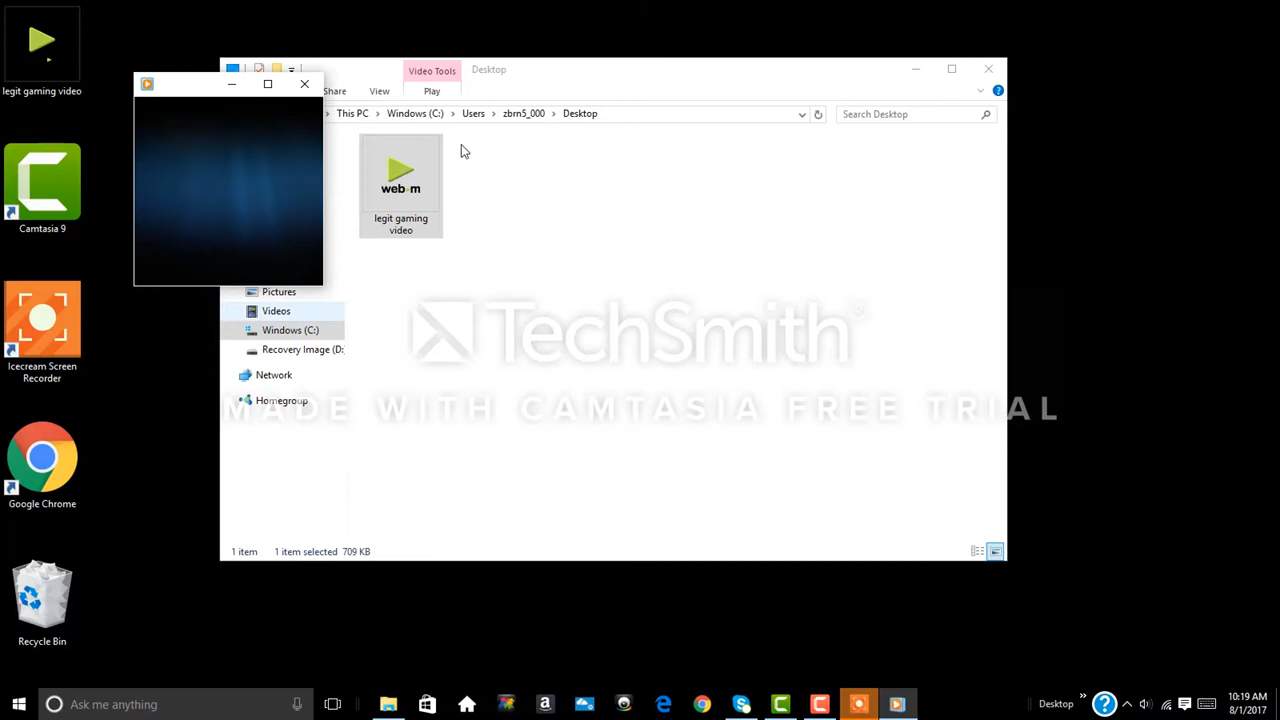 legit gaming video
Camtasia 9
Icecream Screen
Recorder
Google Chrome
Recycle Bin
Video Tools
Desktop
Share
View
Play
This PC
Windows (C:)
Users
zbrn5_000
Desktop
Search Desktop
web m
legit gaming
video
Pictures
Videos
Windows (C:)
Recovery Image (D:)
Network
Homegroup
TechSmith
MADE WITH CAMTASIA FREE TRIAL
1 item
1 item selected 709 KB
Ask me anything
Desktop
10:19 AM
8/1/2017